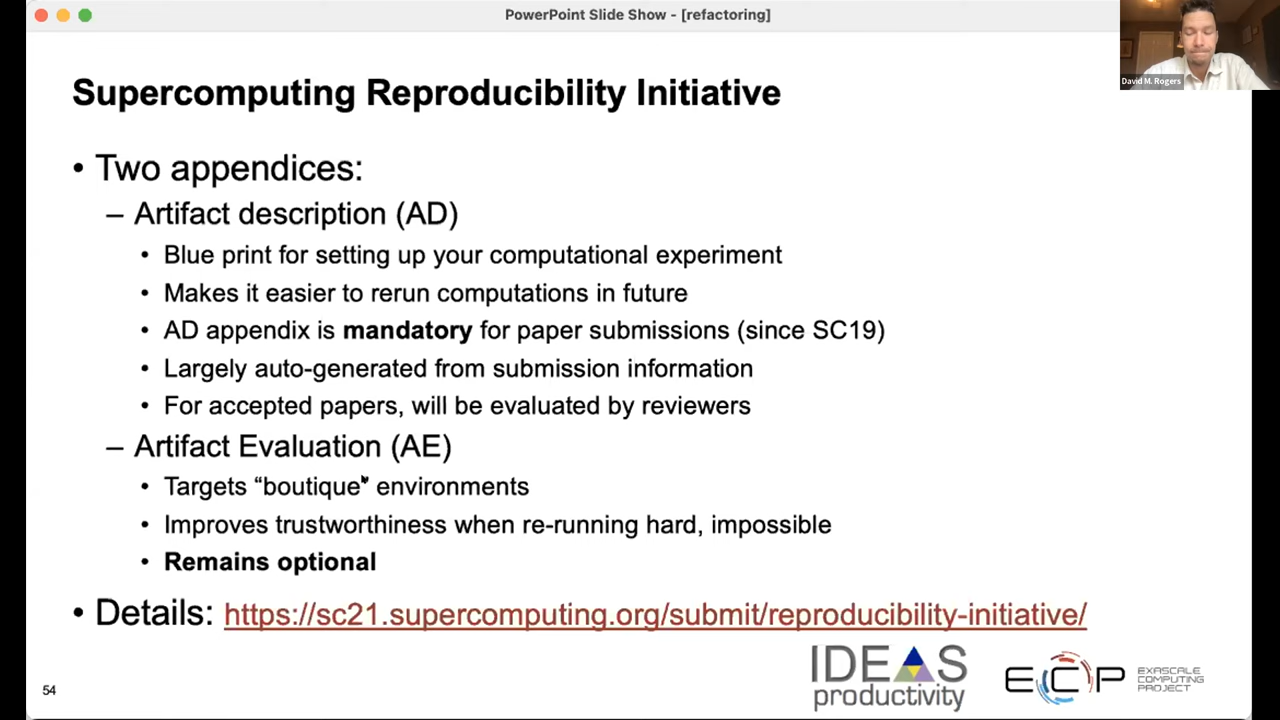 PowerPoint Slide Show - [refactoring]
David M. Rogers
Supercomputing Reproducibility Initiative
• Two appendices:
– Artifact description (AD)
• Blue print for setting up your computational experiment
• Makes it easier to rerun computations in future
• AD appendix is mandatory for paper submissions (since SC19)
• Largely auto-generated from submission information
• For accepted papers, will be evaluated by reviewers
– Artifact Evaluation (AE)
• Targets “boutique” environments
• Improves trustworthiness when re-running hard, impossible
• Remains optional
• Details: https://sc21.supercomputing.org/submit/reproducibility-initiative/
54
IDEAS
productivity
ECP
EXASCALE
COMPUTING
PROJECT